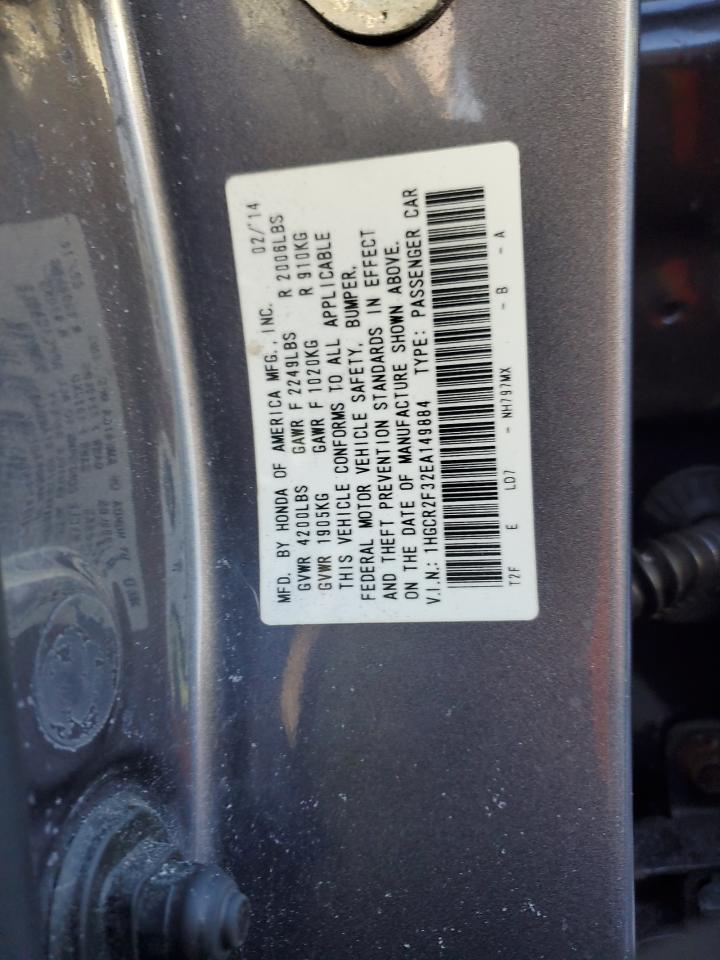 MFD. BY HONDA OF AMERICA MFG., INC. 02/'14
GVWR 4200LBS GAWR F 2249LBS R 2006LBS
GVWR 1905KG GAWR F 1020KG R 910KG
THIS VEHICLE CONFORMS TO ALL APPLICABLE
FEDERAL MOTOR VEHICLE SAFETY, BUMPER,
AND THEFT PREVENTION STANDARDS IN EFFECT
ON THE DATE OF MANUFACTURE SHOWN ABOVE.
V.I.N.: 1HGCR2F32EA149884 TYPE: PASSENGER CAR
T2F E LD7 - NH797MX - B - A